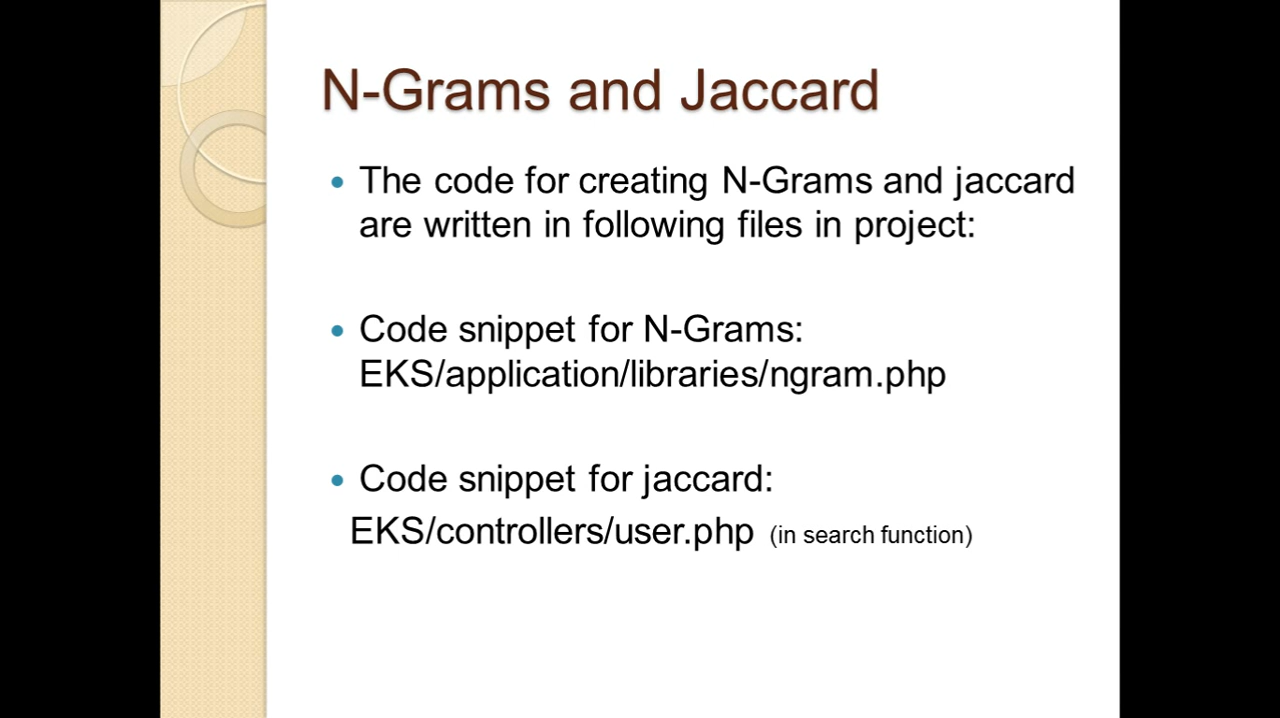 N-Grams and Jaccard
• The code for creating N-Grams and jaccard
are written in following files in project:
• Code snippet for N-Grams:
EKS/application/libraries/ngram.php
• Code snippet for jaccard:
EKS/controllers/user.php (in search function)